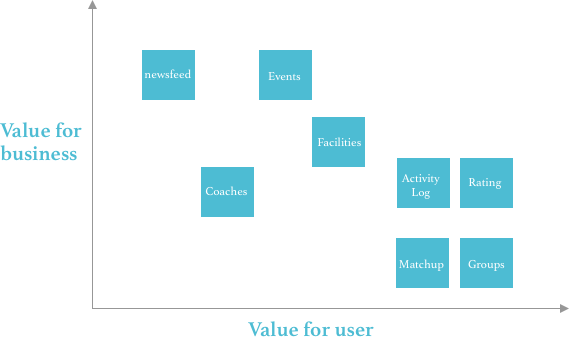 newsfeed
Events
Value for
business
Facilities
Coaches
Activity
Log
Rating
Matchup
Groups
Value for user